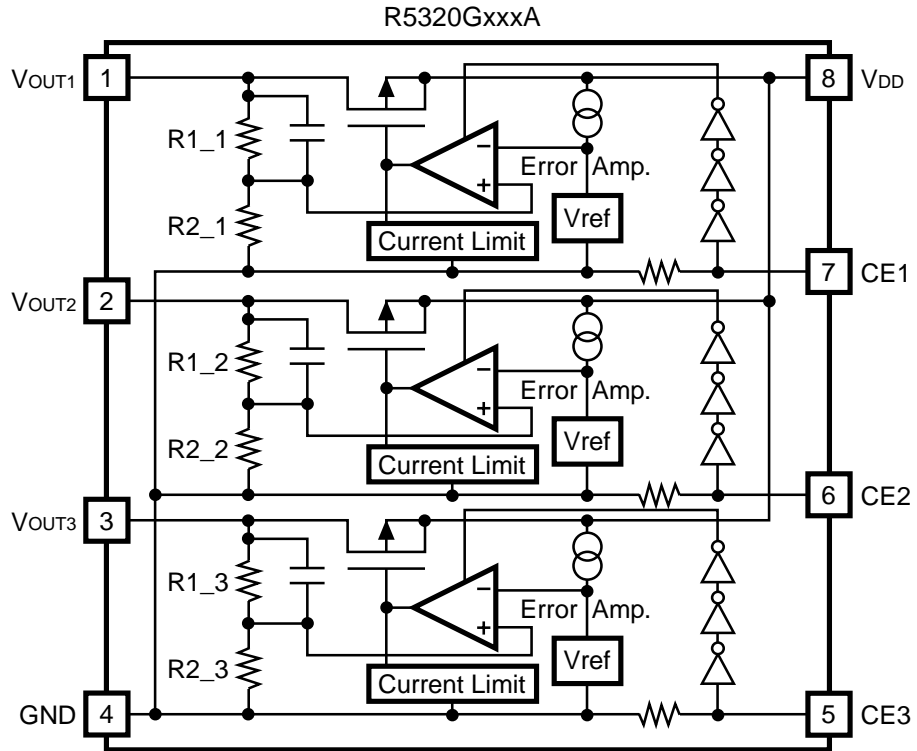 R5320GxxxA
VOUT1 1 8 VDD
R1_1
− Error Amp.
+
R2_1 Vref
Current Limit
7 CE1
VOUT2 2
R1_2
− Error Amp.
+
R2_2 Vref
Current Limit
6 CE2
VOUT3 3
R1_3
− Error Amp.
+
R2_3 Vref
Current Limit
GND 4 5 CE3